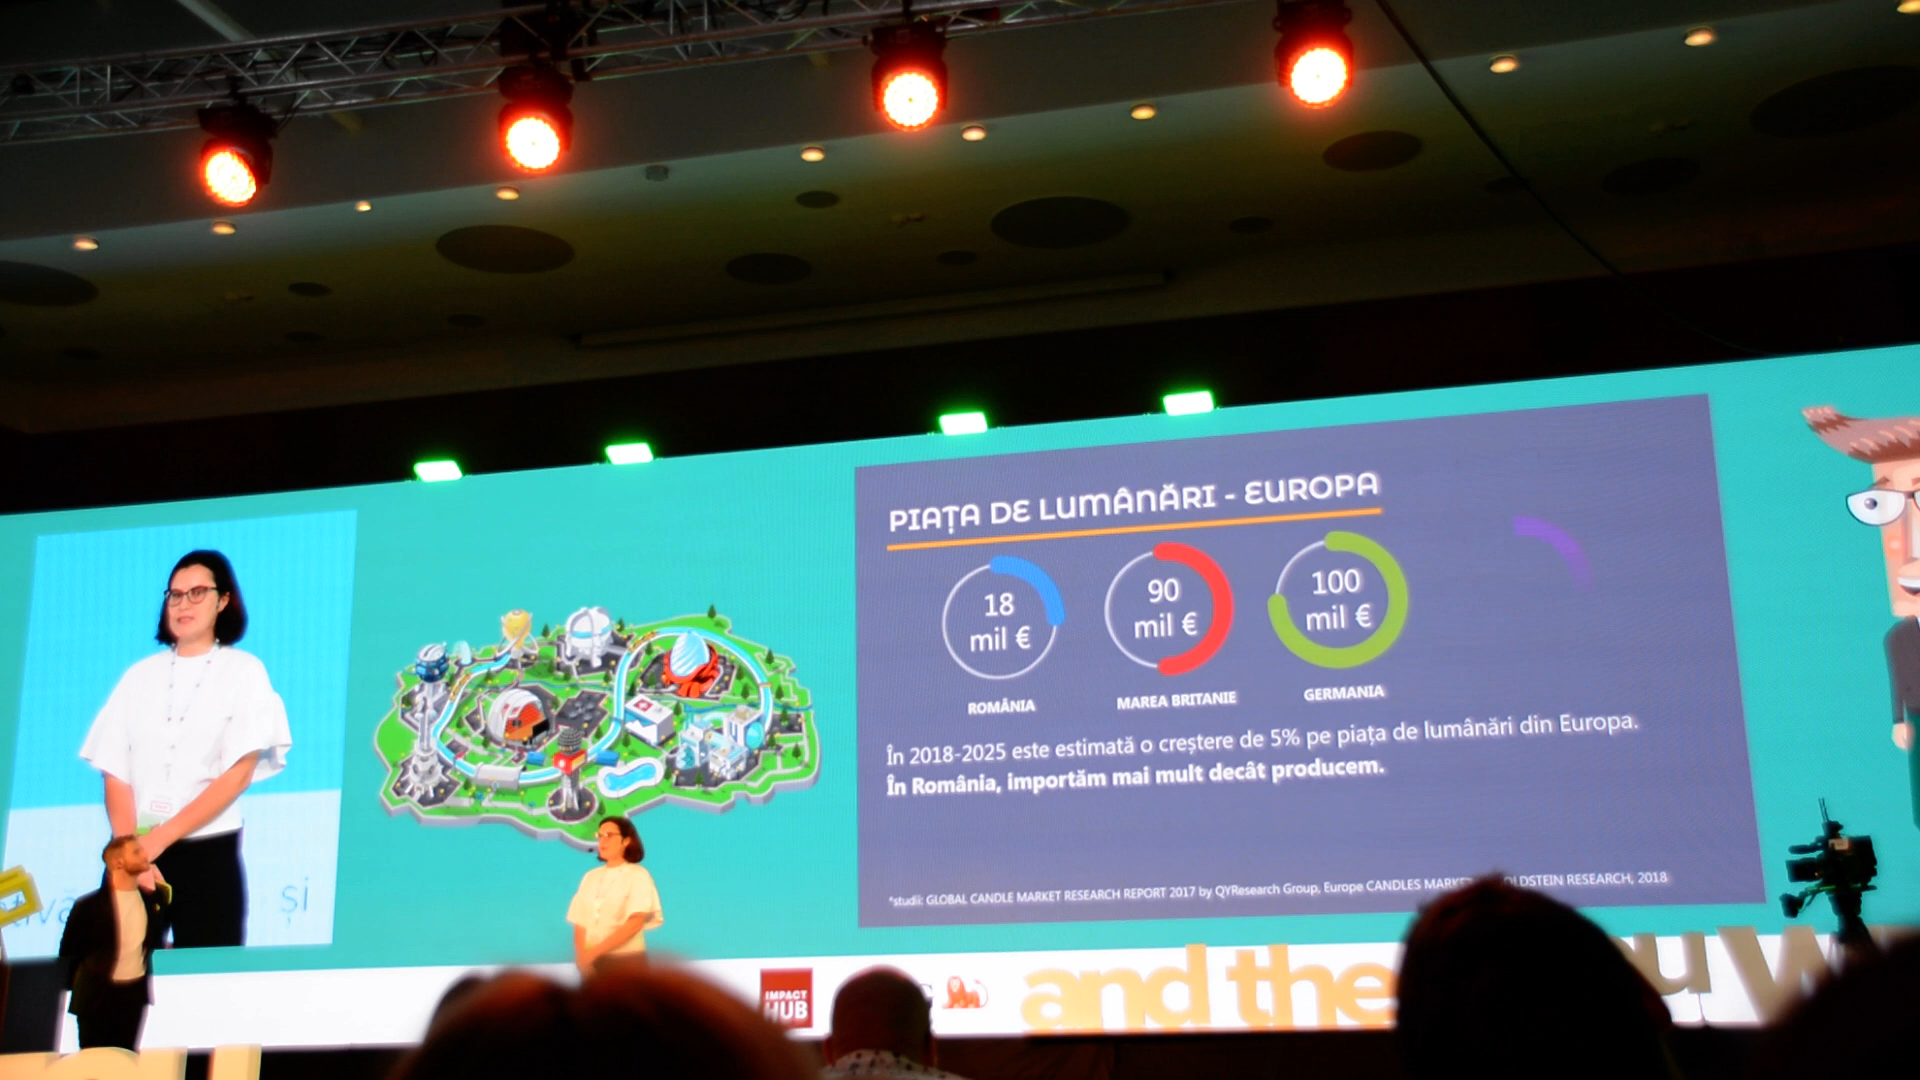 PIAȚA DE LUMÂNĂRI - EUROPA
18
mil €
90
mil €
100
mil €
ROMÂNIA
MAREA BRITANIE
GERMANIA
În 2018-2025 este estimată o creștere de 5% pe piața de lumânări din Europa.
În România, importăm mai mult decât producem.
*studii: GLOBAL CANDLE MARKET RESEARCH REPORT 2017 by QYResearch Group, Europe CANDLES RESEARCH, 2018
și
IMPACT
HUB
and the